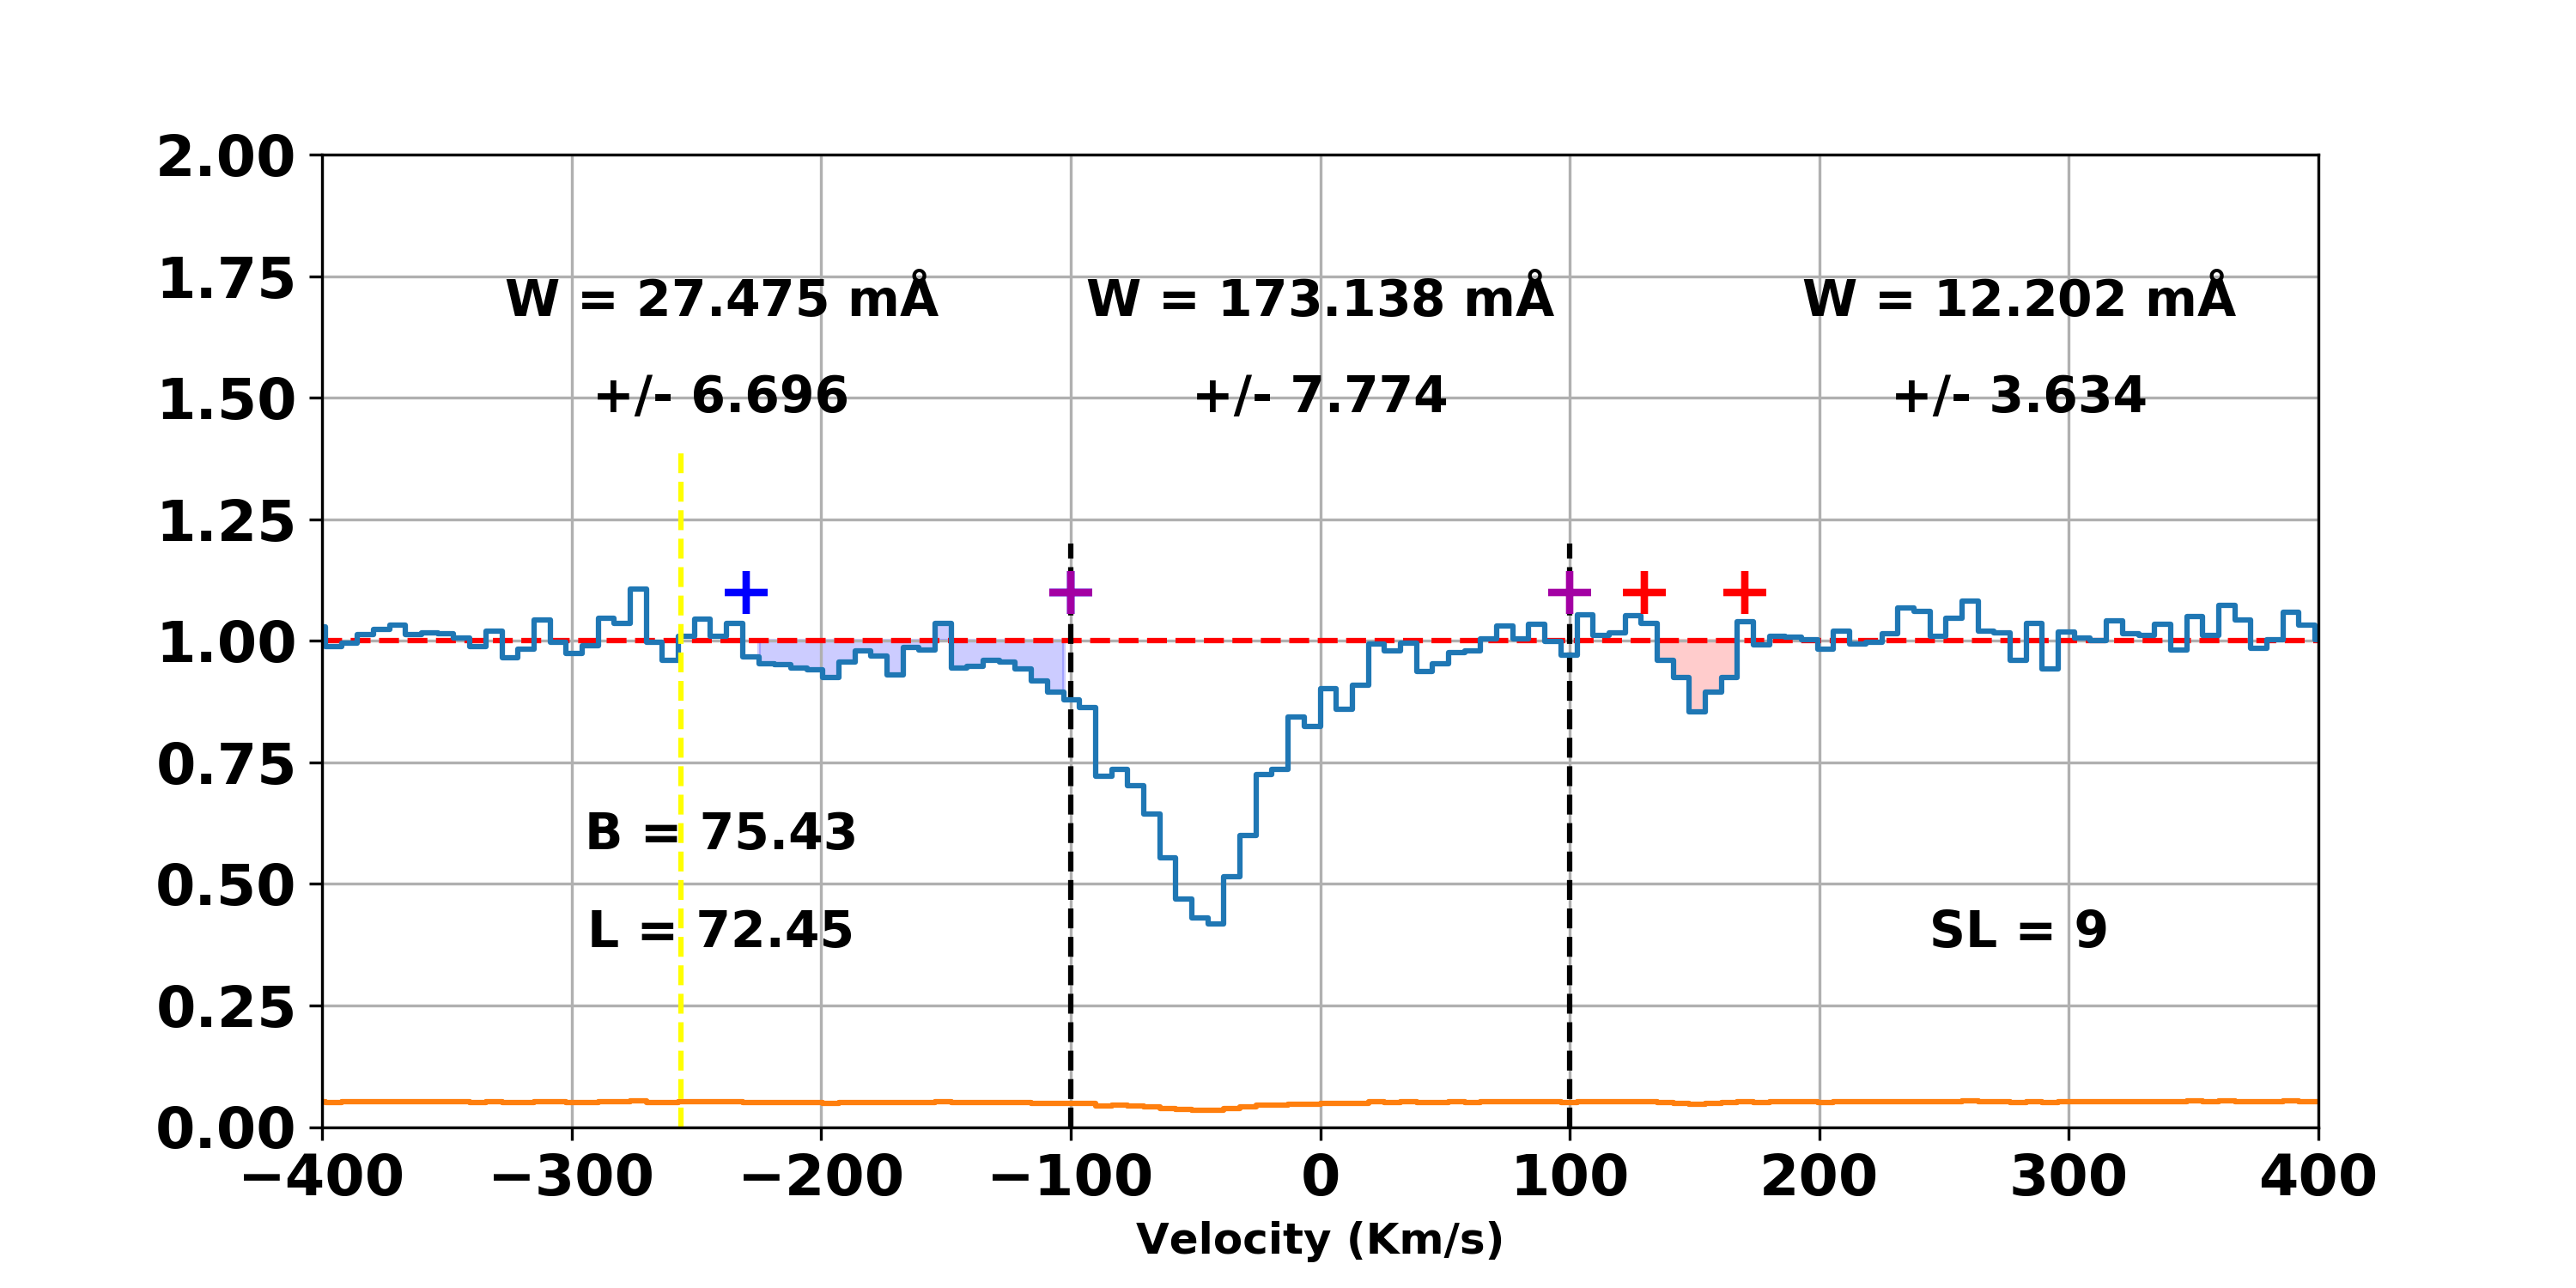 2.00
1.75
1.50
1.25
1.00
0.75
0.50
0.25
0.00
W = 27.475 mÅ
+/- 6.696
W = 173.138 mÅ
+/- 7.774
W = 12.202 mÅ
+/- 3.634
B = 75.43
L = 72.45
SL = 9
−400 −300 −200 −100 0 100 200 300 400
Velocity (Km/s)